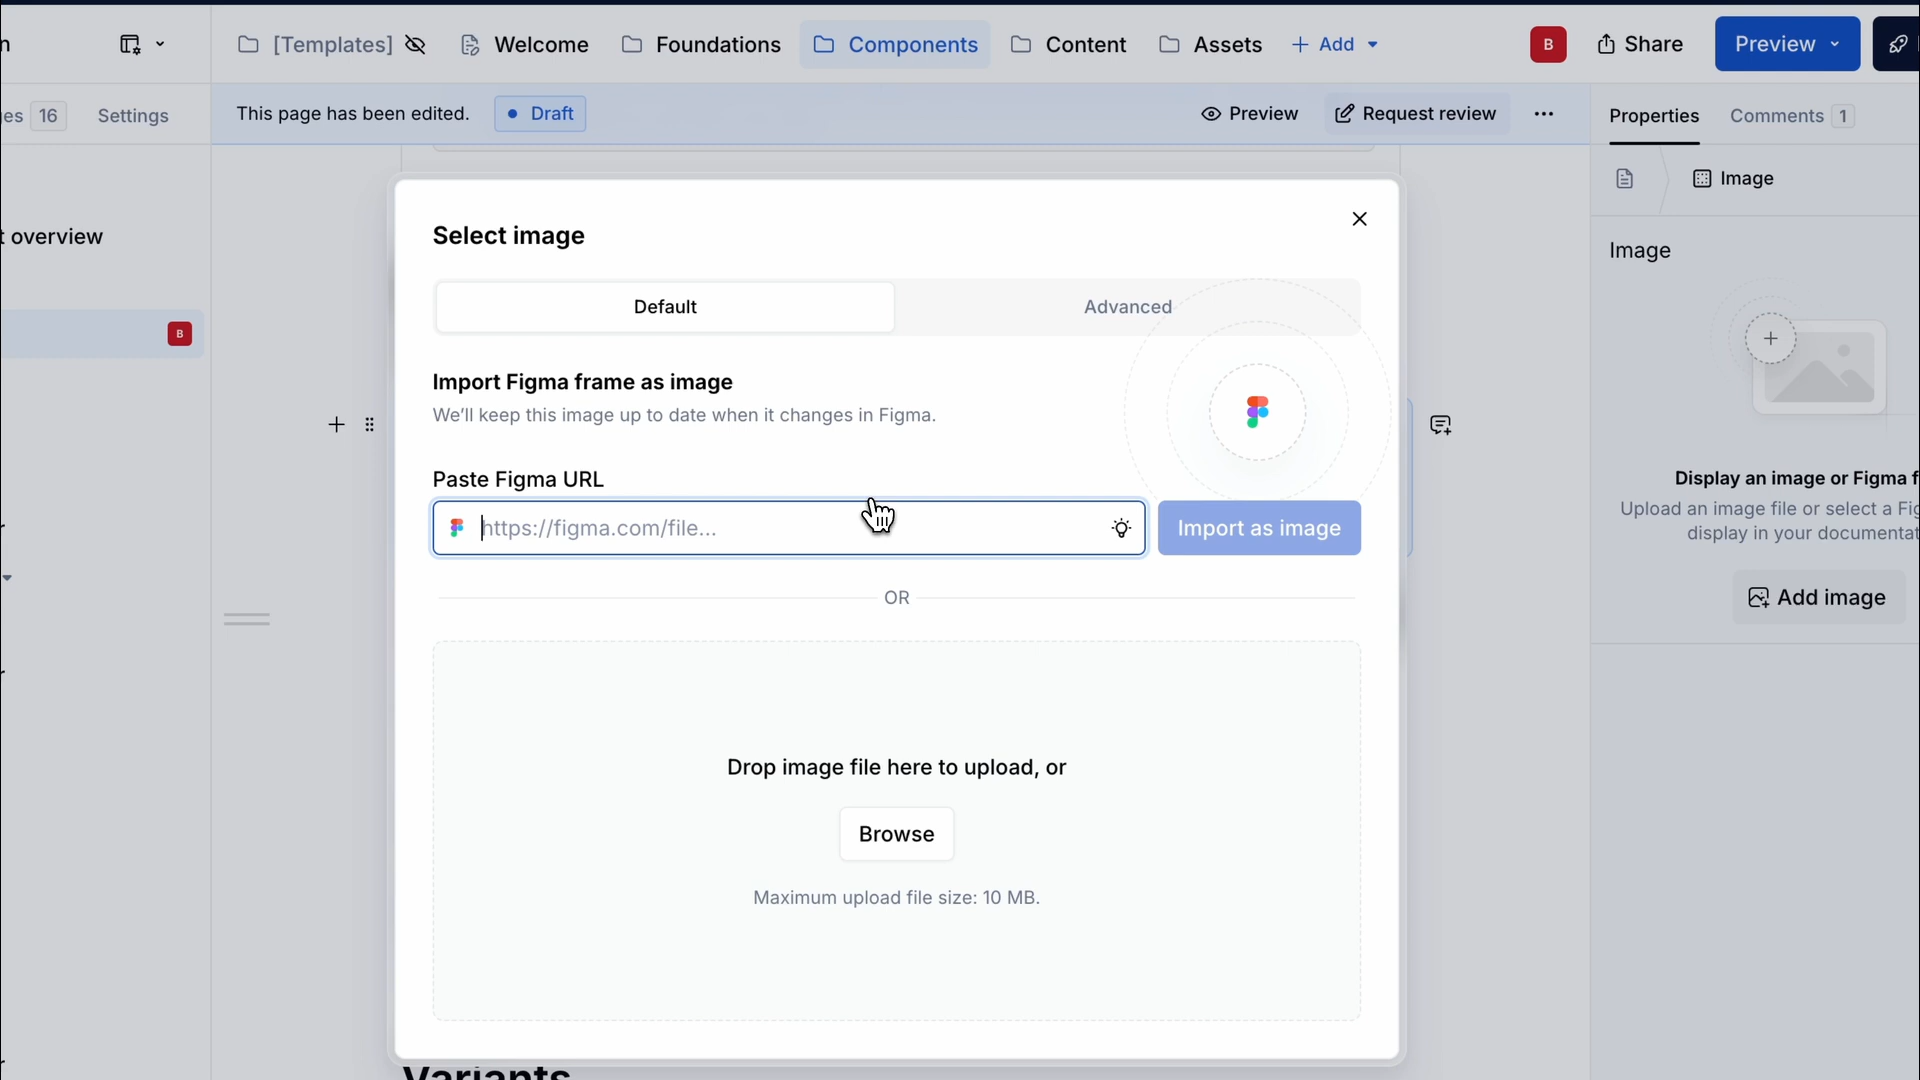 [Templates]
Welcome
Foundations
Components
Content
Assets
Add
B
Share
Preview
16
Settings
This page has been edited.
Draft
Preview
Request review
Properties
Comments 1
Image
overview
Select image
Image
Default
Advanced
B
Import Figma frame as image
We'll keep this image up to date when it changes in Figma.
Paste Figma URL
https://figma.com/file...
Import as image
Display an image or Figma f
Upload an image file or select a Fig
display in your documentat
OR
Add image
Drop image file here to upload, or
Browse
Maximum upload file size: 10 MB.
Variants